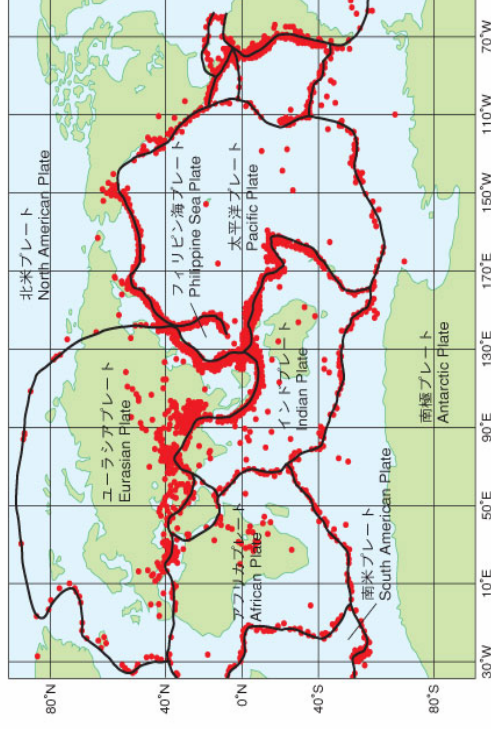 北米プレート
North American Plate
ユーラシアプレート
Eurasian Plate
フィリピン海プレート
Philippine Sea Plate
太平洋プレート
Pacific Plate
アフリカプレート
African Plate
インドプレート
Indian Plate
南米プレート
South American Plate
南極プレート
Antarctic Plate
80°N
40°N
0°N
40°S
80°S
30°W
10°E
50°E
90°E
130°E
170°E
150°W
110°W
70°W